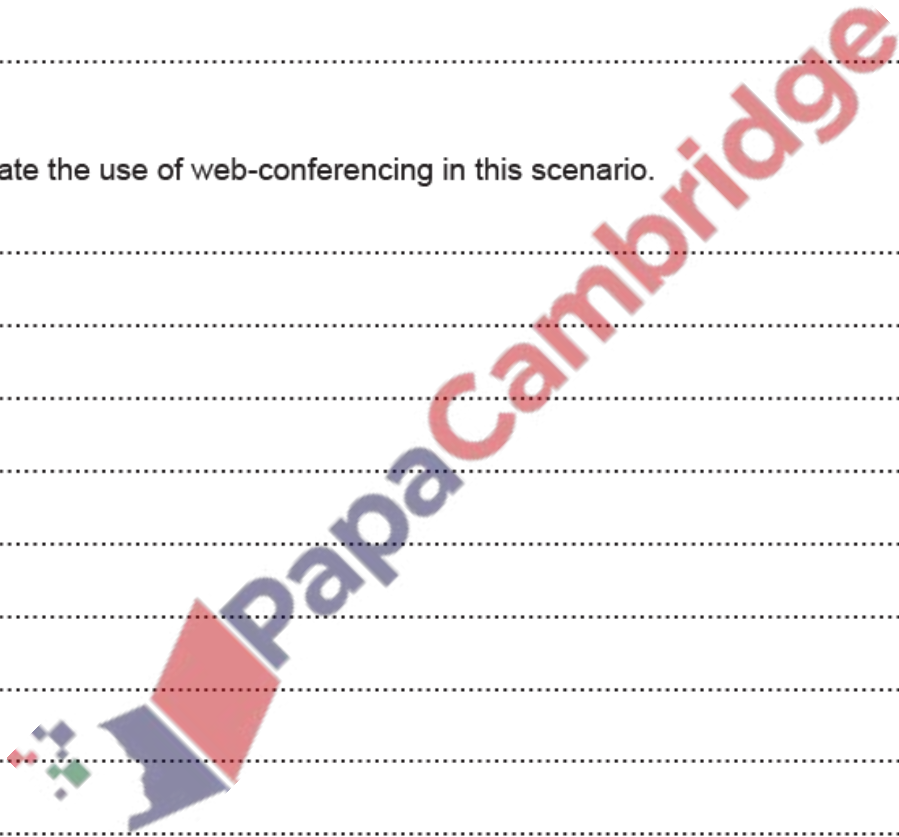 ate the use of web-conferencing in this scenario.
PapaCambridge